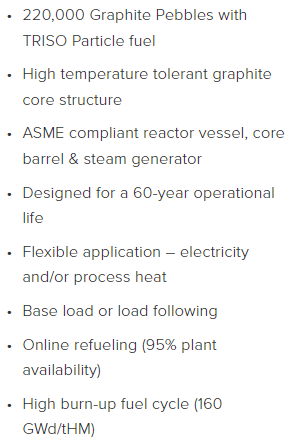 • 220,000 Graphite Pebbles with
TRISO Particle fuel
• High temperature tolerant graphite
core structure
• ASME compliant reactor vessel, core
barrel & steam generator
• Designed for a 60-year operational
life
• Flexible application – electricity
and/or process heat
• Base load or load following
• Online refueling (95% plant
availability)
• High burn-up fuel cycle (160
GWd/tHM)